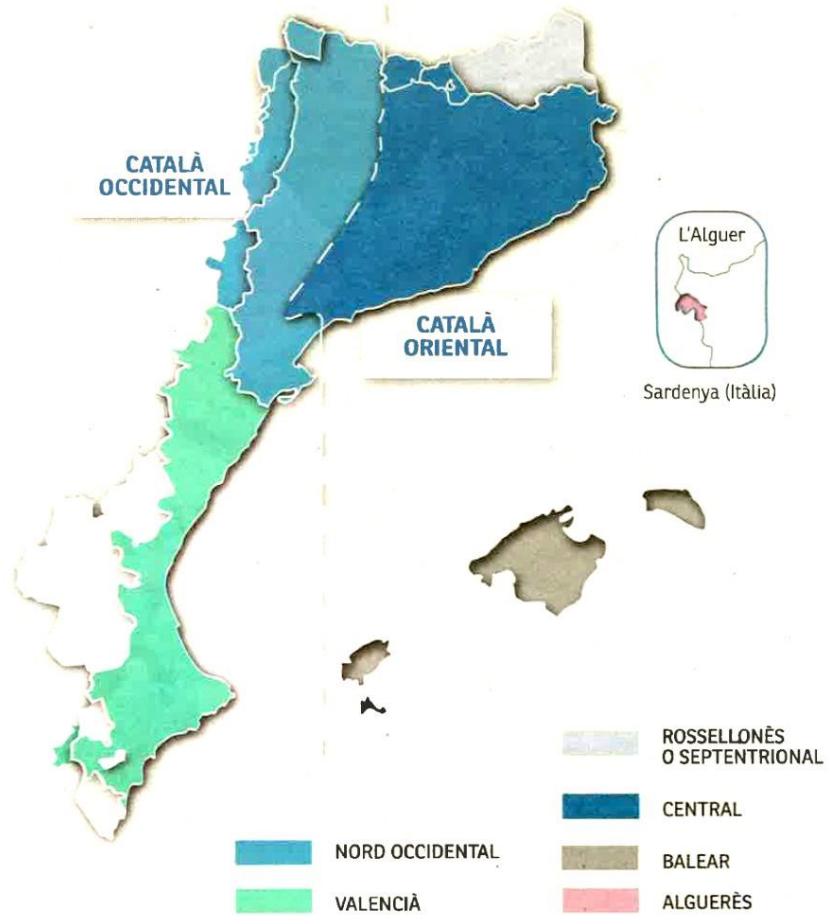 CATALÀ
OCCIDENTAL
L'Alguer
CATALÀ
ORIENTAL
Sardenya (Itàlia)
ROSSELLONÈS
O SEPTENTRIONAL
CENTRAL
NORD OCCIDENTAL
BALEAR
VALENCIÀ
ALGUERÈS